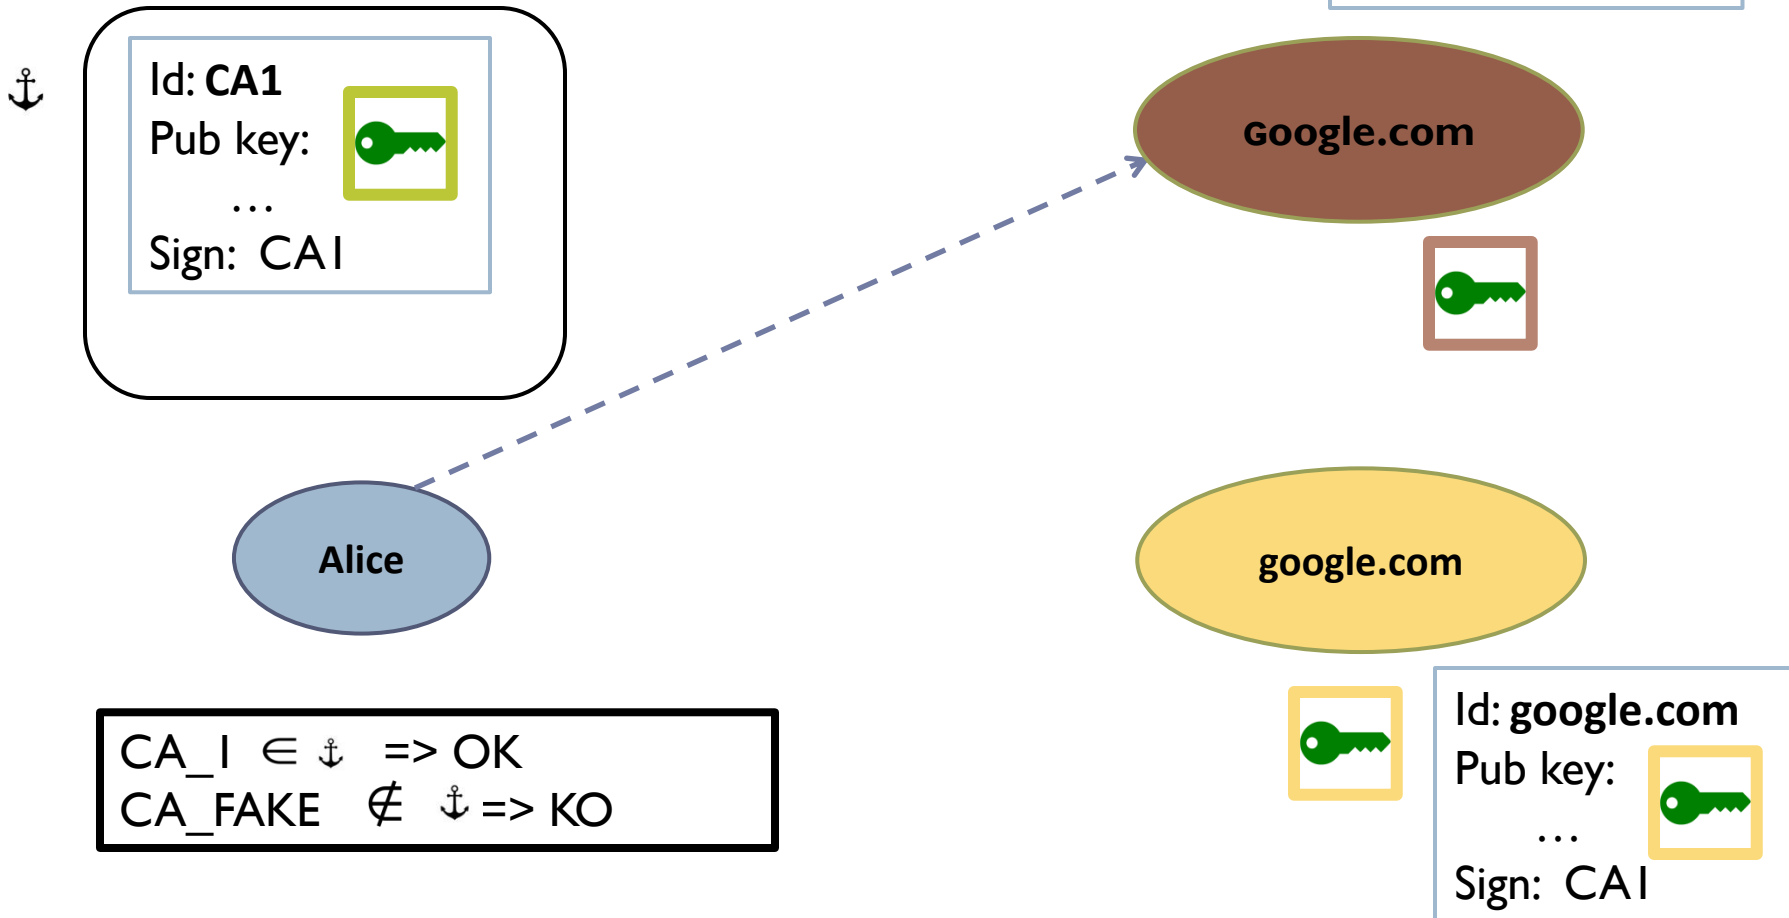 ⚓
Id: CA1
Pub key:
…
Sign: CA1
Google.com
Alice
google.com
CA_1 ∈ ⚓ => OK
CA_FAKE ∉ ⚓ => KO
Id: google.com
Pub key:
…
Sign: CA1